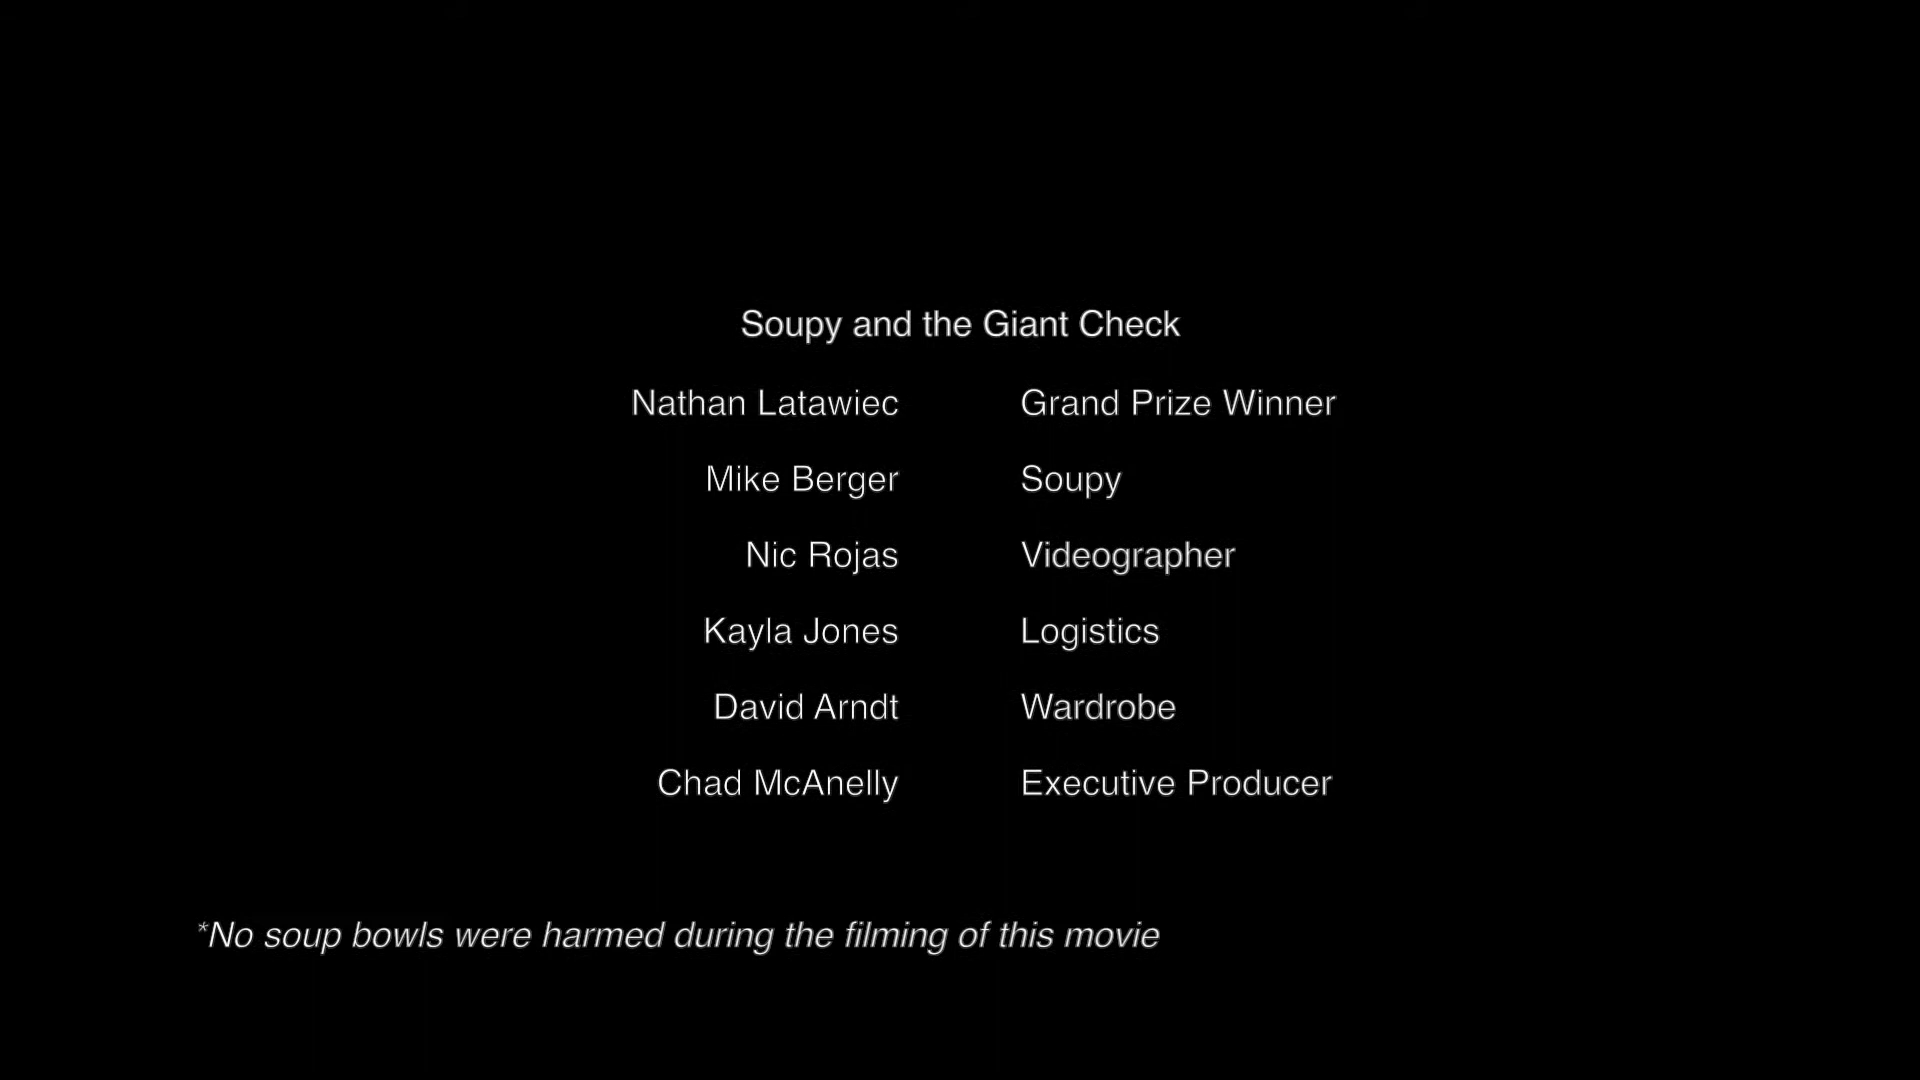 Soupy and the Giant Check
Nathan Latawiec Grand Prize Winner
Mike Berger Soupy
Nic Rojas Videographer
Kayla Jones Logistics
David Arndt Wardrobe
Chad McAnelly Executive Producer
*No soup bowls were harmed during the filming of this movie